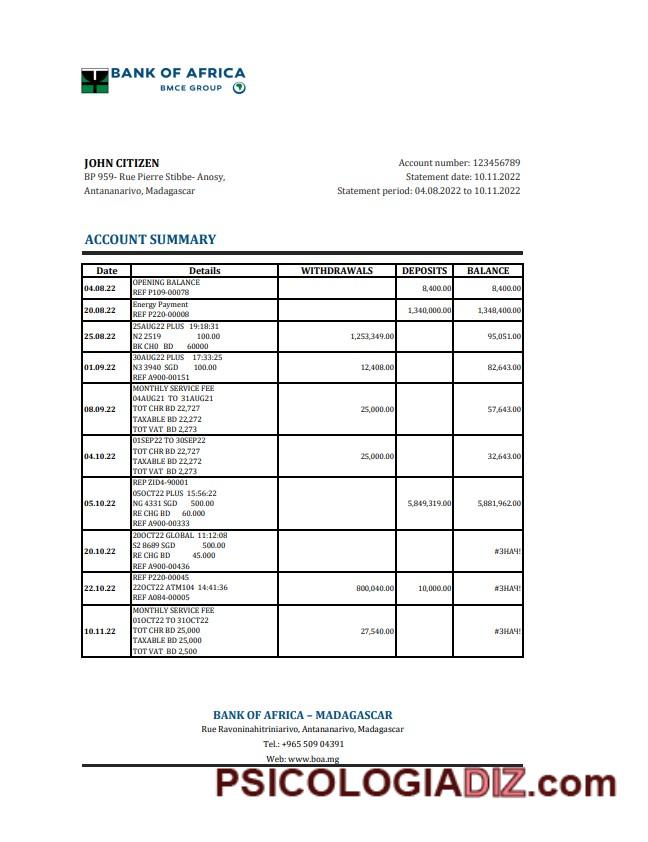 BANK OF AFRICA
BMCE GROUP
JOHN CITIZEN
BP 959- Rue Pierre Stibbe- Anosy,
Antananarivo, Madagascar
Account number: 123456789
Statement date: 10.11.2022
Statement period: 04.08.2022 to 10.11.2022
ACCOUNT SUMMARY
Date Details WITHDRAWALS DEPOSITS BALANCE
04.08.22 OPENING BALANCE 8,400.00 8,400.00
REF P109-00078
20.08.22 Energy Payment 1,340,000.00 1,348,400.00
REF P220-00008
25.08.22 25AUG22 PLUS 19:18:31 1,253,349.00 95,051.00
N2 2519 100.00
BK CH0 BD 60000
01.09.22 30AUG22 PLUS 17:33:25 12,408.00 82,643.00
N3 3940 SGD 100.00
REF A900-00151
08.09.22 MONTHLY SERVICE FEE 25,000.00 57,643.00
04AUG21 TO 31AUG21
TOT CHR BD 22,727
TAXABLE BD 22,272
TOT VAT BD 2,273
04.10.22 01SEP22 TO 30SEP22 25,000.00 32,643.00
TOT CHR BD 22,727
TAXABLE BD 22,272
TOT VAT BD 2,273
05.10.22 REP ZID4-90001 5,849,319.00 5,881,962.00
05OCT22 PLUS 15:56:22
NG 4331 SGD 500.00
RE CHG BD 60.000
REF A900-00333
20.10.22 20OCT22 GLOBAL 11:12:08 #ЗНАЧ!
S2 8689 SGD 500.00
RE CHG BD 45.000
REF A900-00436
22.10.22 REF P220-00045 800,040.00 10,000.00 #ЗНАЧ!
22OCT22 ATM104 14:41:36
REF A084-00005
10.11.22 MONTHLY SERVICE FEE 27,540.00 #ЗНАЧ!
01OCT22 TO 31OCT22
TOT CHR BD 25,000
TAXABLE BD 25,000
TOT VAT BD 2,500
BANK OF AFRICA – MADAGASCAR
Rue Ravoninahitriniarivo, Antananarivo, Madagascar
Tel.: +965 509 04391
Web: www.boa.mg
PSICOLOGIADIZ.com